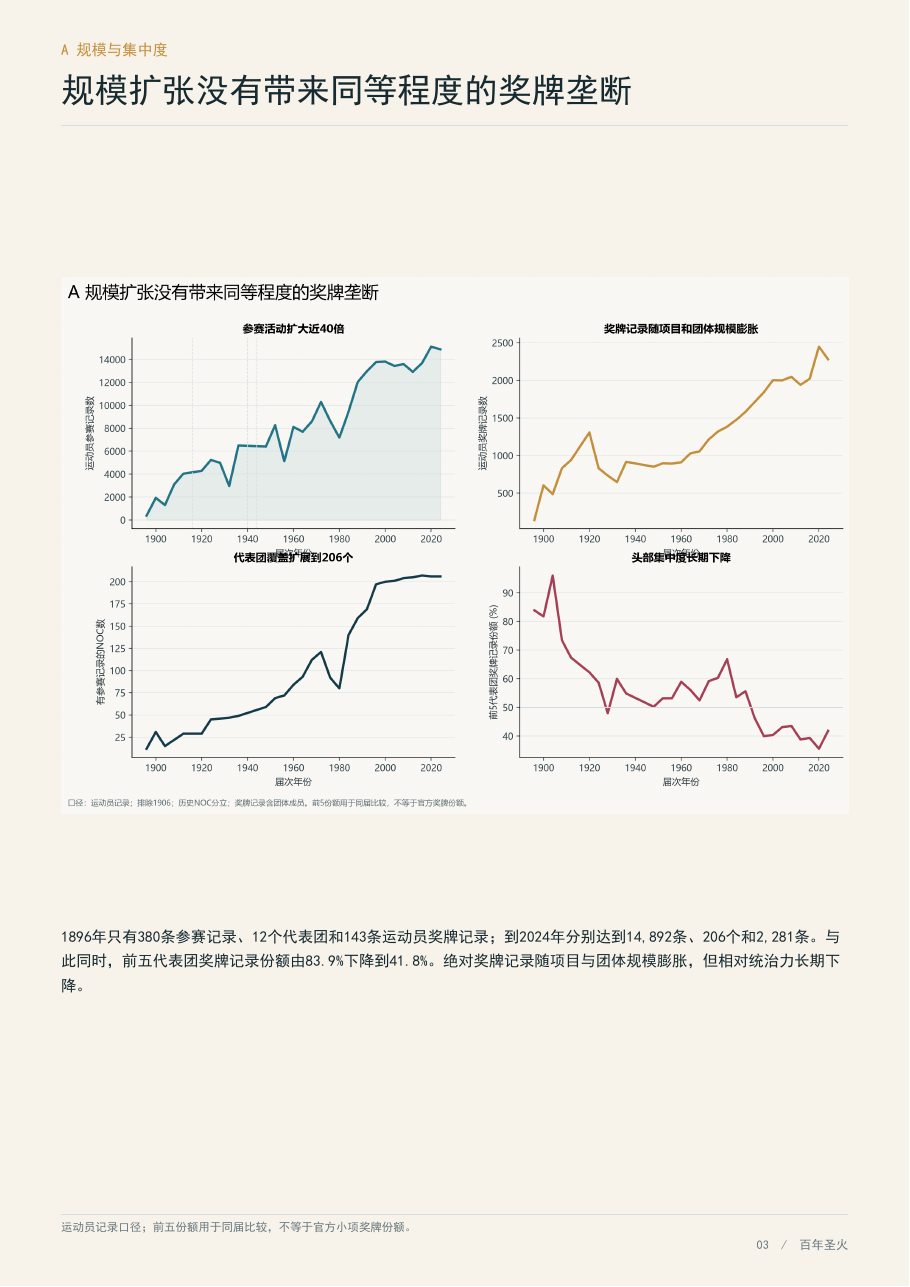 A 规模与集中度
规模扩张没有带来同等程度的奖牌垄断
A 规模扩张没有带来同等程度的奖牌垄断
参赛活动扩大近40倍
运动员参赛记录数
14000
12000
10000
8000
6000
4000
2000
0
1900 1920 1940 1960 1980 2000 2020
届次年份
奖牌记录随项目和团体规模膨胀
运动员奖牌记录数
2500
2000
1500
1000
500
1900 1920 1940 1960 1980 2000 2020
届次年份
代表团覆盖扩展到206个
有参赛记录的NOC数
200
175
150
125
100
75
50
25
1900 1920 1940 1960 1980 2000 2020
届次年份
头部集中度长期下降
前5代表团奖牌记录份额 (%)
90
80
70
60
50
40
1900 1920 1940 1960 1980 2000 2020
届次年份
口径：运动员记录；排除1906；历史NOC分立；奖牌记录含团体成员。前5份额用于同届比较，不等于官方奖牌份额。
1896年只有380条参赛记录、12个代表团和143条运动员奖牌记录；到2024年分别达到14,892条、206个和2,281条。与
此同时，前五代表团奖牌记录份额由83.9%下降到41.8%。绝对奖牌记录随项目与团体规模膨胀，但相对统治力长期下
降。
运动员记录口径；前五份额用于同届比较，不等于官方小项奖牌份额。
03 / 百年圣火